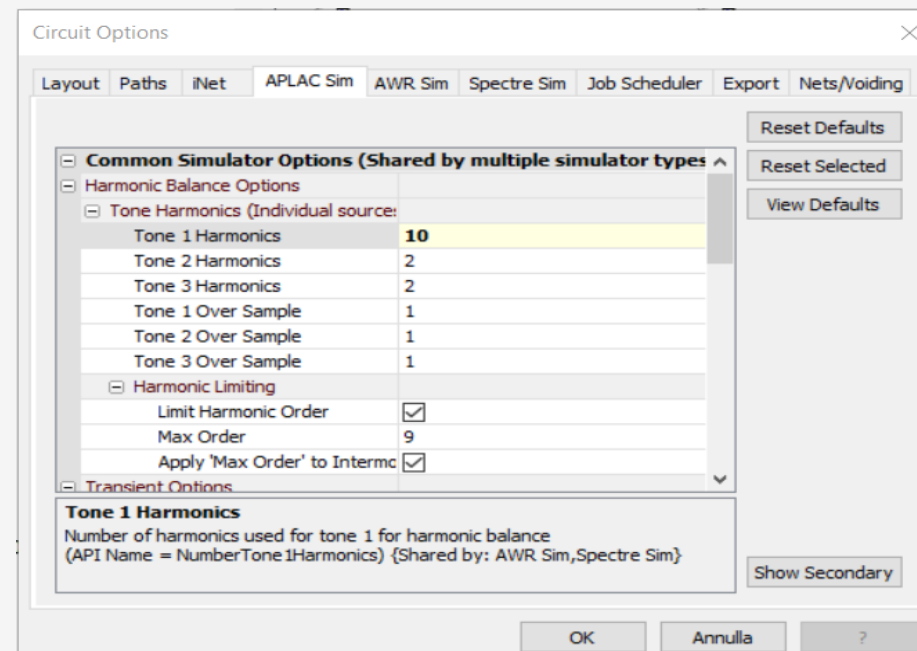 Circuit Options
Layout Paths iNet APLAC Sim AWR Sim Spectre Sim Job Scheduler Export Nets/Voiding
Reset Defaults
Common Simulator Options (Shared by multiple simulator types
Reset Selected
Harmonic Balance Options
View Defaults
Tone Harmonics (Individual sources
Tone 1 Harmonics 10
Tone 2 Harmonics 2
Tone 3 Harmonics 2
Tone 1 Over Sample 1
Tone 2 Over Sample 1
Tone 3 Over Sample 1
Harmonic Limiting
Limit Harmonic Order
Max Order 9
Apply 'Max Order' to Intermo
Transient Options
Tone 1 Harmonics
Number of harmonics used for tone 1 for harmonic balance
(API Name = NumberTone1Harmonics) {Shared by: AWR Sim,Spectre Sim}
Show Secondary
OK Annulla ?